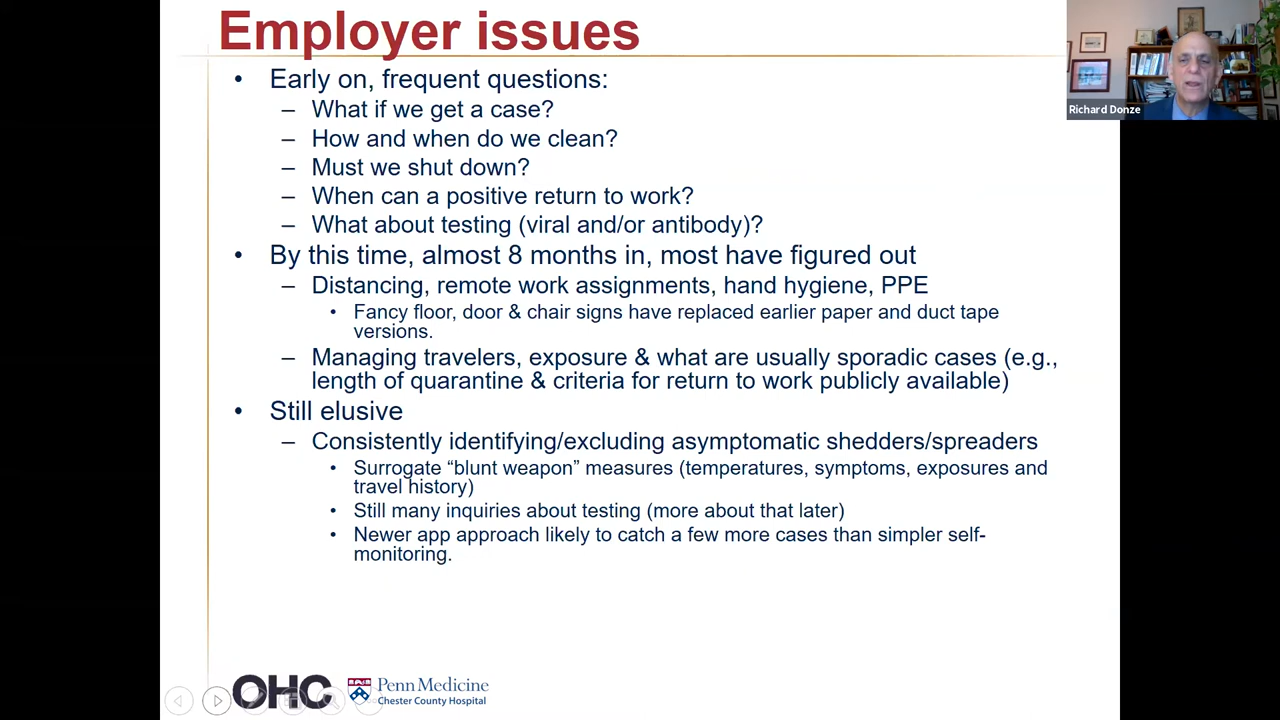 Employer issues
• Early on, frequent questions:
– What if we get a case?
– How and when do we clean?
– Must we shut down?
– When can a positive return to work?
– What about testing (viral and/or antibody)?
• By this time, almost 8 months in, most have figured out
– Distancing, remote work assignments, hand hygiene, PPE
• Fancy floor, door & chair signs have replaced earlier paper and duct tape
versions.
– Managing travelers, exposure & what are usually sporadic cases (e.g.,
length of quarantine & criteria for return to work publicly available)
• Still elusive
– Consistently identifying/excluding asymptomatic shedders/spreaders
• Surrogate “blunt weapon” measures (temperatures, symptoms, exposures and
travel history)
• Still many inquiries about testing (more about that later)
• Newer app approach likely to catch a few more cases than simpler self-
monitoring.
Richard Donze
OHC
Penn Medicine
Chester County Hospital